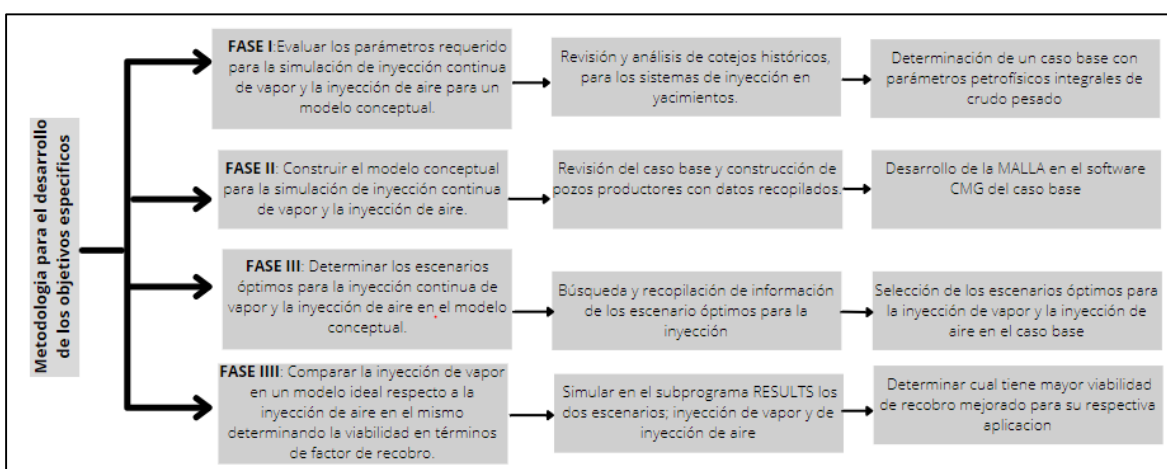 Metodología para el desarrollo
de los objetivos especificos
FASE I:Evaluar los parámetros requerido
para la simulación de inyección continua
de vapor y la inyección de aire para un
modelo conceptual.
Revisión y análisis de cotejos históricos,
para los sistemas de inyección en
yacimientos.
Determinación de un caso base con
parámetros petrofísicos integrales de
crudo pesado
FASE II: Construir el modelo conceptual
para la simulación de inyección continua
de vapor y la inyección de aire.
Revisión del caso base y construcción de
pozos productores con datos recopilados.
Desarrollo de la MALLA en el software
CMG del caso base
FASE III: Determinar los escenarios
óptimos para la inyección continua de
vapor y la inyección de aire en el modelo
conceptual.
Búsqueda y recopilación de información
de los escenario óptimos para la
inyección
Selección de los escenarios óptimos para
la inyección de vapor y la inyección de
aire en el caso base
FASE IIII: Comparar la inyección de vapor
en un modelo ideal respecto a la
inyección de aire en el mismo
determinando la viabilidad en términos
de factor de recobro.
Simular en el subprograma RESULTS los
dos escenarios; inyección de vapor y de
inyección de aire
Determinar cual tiene mayor viabilidad
de recobro mejorado para su respectiva
aplicacion